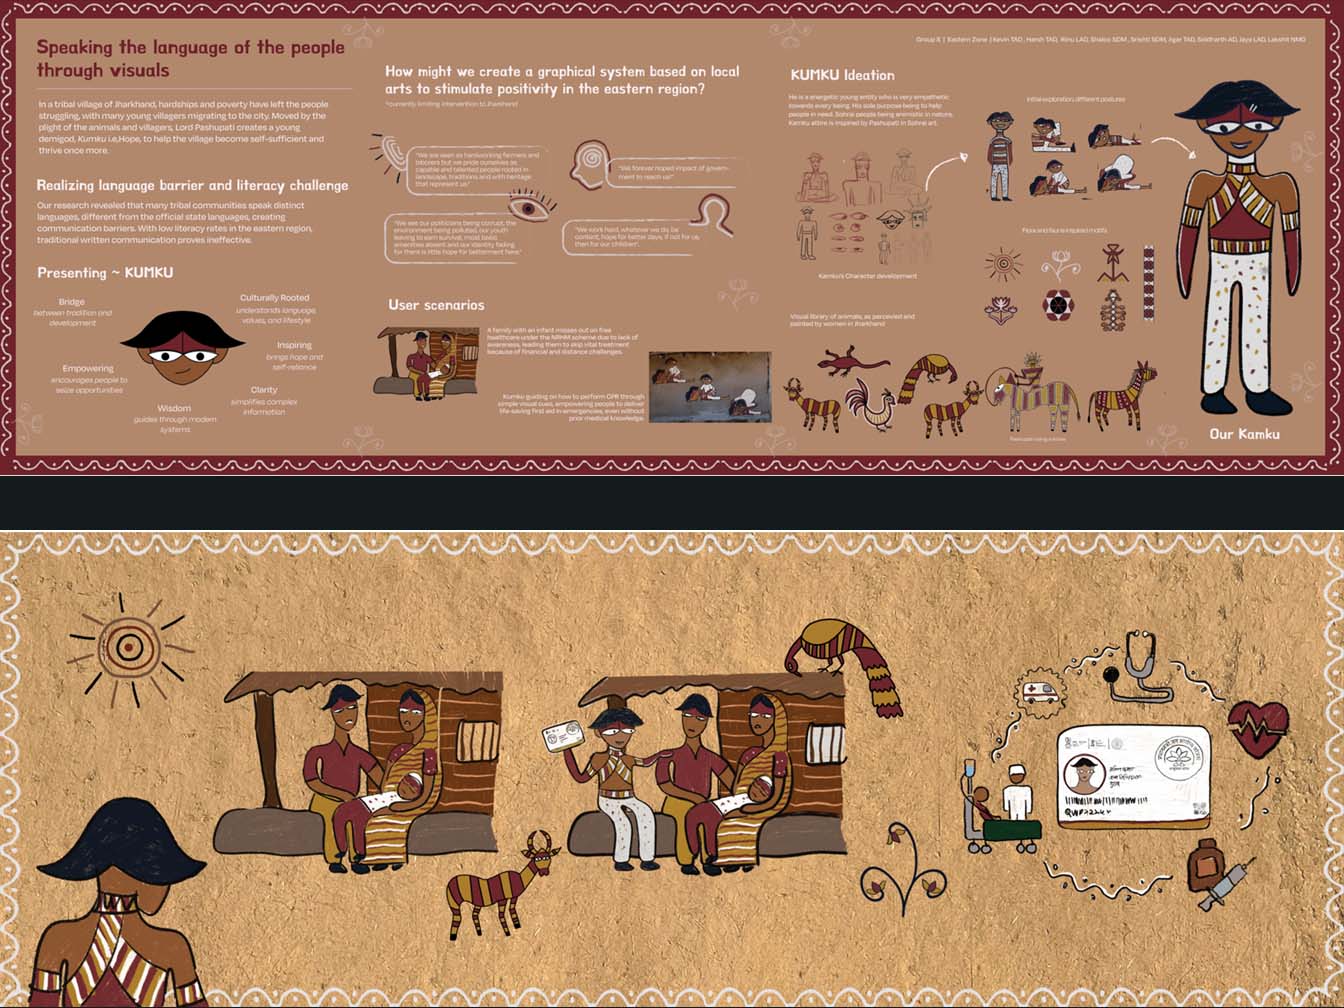 Speaking the language of the people
through visuals
In a tribal village of Jharkhand, hardships and poverty have left the people
struggling, with many young villagers migrating to the city. Moved by the
plight of the animals and villagers, Lord Pashupati creates a young
demigod, Kumku i.e,Hope, to help the village become self-sufficient and
thrive once more.
Realizing language barrier and literacy challenge
Our research revealed that many tribal communities speak distinct
languages, different from the official state languages, creating
communication barriers. With low literacy rates in the eastern region,
traditional written communication proves ineffective.
Presenting ~ KUMKU
Bridge
between tradition and
development
Culturally Rooted
understands language,
values, and lifestyle
Inspiring
brings hope and
self-reliance
Empowering
encourages people to
seize opportunities
Clarity
simplifies complex
information
Wisdom
guides through modern
systems.
How might we create a graphical system based on local
arts to stimulate positivity in the eastern region?
*currently limiting intervention to Jharkhand
"We are seen as hardworking farmers and
laborers but we pride ourselves as
capable and talented people rooted in
landscape, traditions and with heritage
that represent us."
"We forever hoped impact of govern-
ment to reach us!"
"We see our politicians being corrupt, the
environment being polluted, our youth
leaving to earn survival, most basic
amenities absent and our identity fading
for there is little hope for betterment here."
"We work hard, whatever we do, be
content, hope for better days, if not for us,
then for our children".
User scenarios
A family with an infant misses out on free
healthcare under the NRHM scheme due to lack of
awareness, leading them to skip vital treatment
because of financial and distance challenges.
Kumku guiding on how to perform CPR through
simple visual cues, empowering people to deliver
life-saving first aid in emergencies, even without
prior medical knowledge.
Group 8 | Eastern Zone | Kevin TAD , Harsh TAD, Rinu LAD, Shalco SDM , Srishti SDM, Jigar TAD, Siddharth AD, Jaya LAD, Lakshit NMD
KUMKU Ideation
He is a energetic young entity who is very empathetic
towards every being. His sole purpose being to help
people in need. Sohrai people being animistic in nature,
Kamku attire is inspired by Pashupati in Sohrai art.
Initial exploration, different postures
Kamku's Character development
Flora and fauna inspired motifs
Visual library of animals, as percevied and
painted by women in Jharkhand
Our Kamku